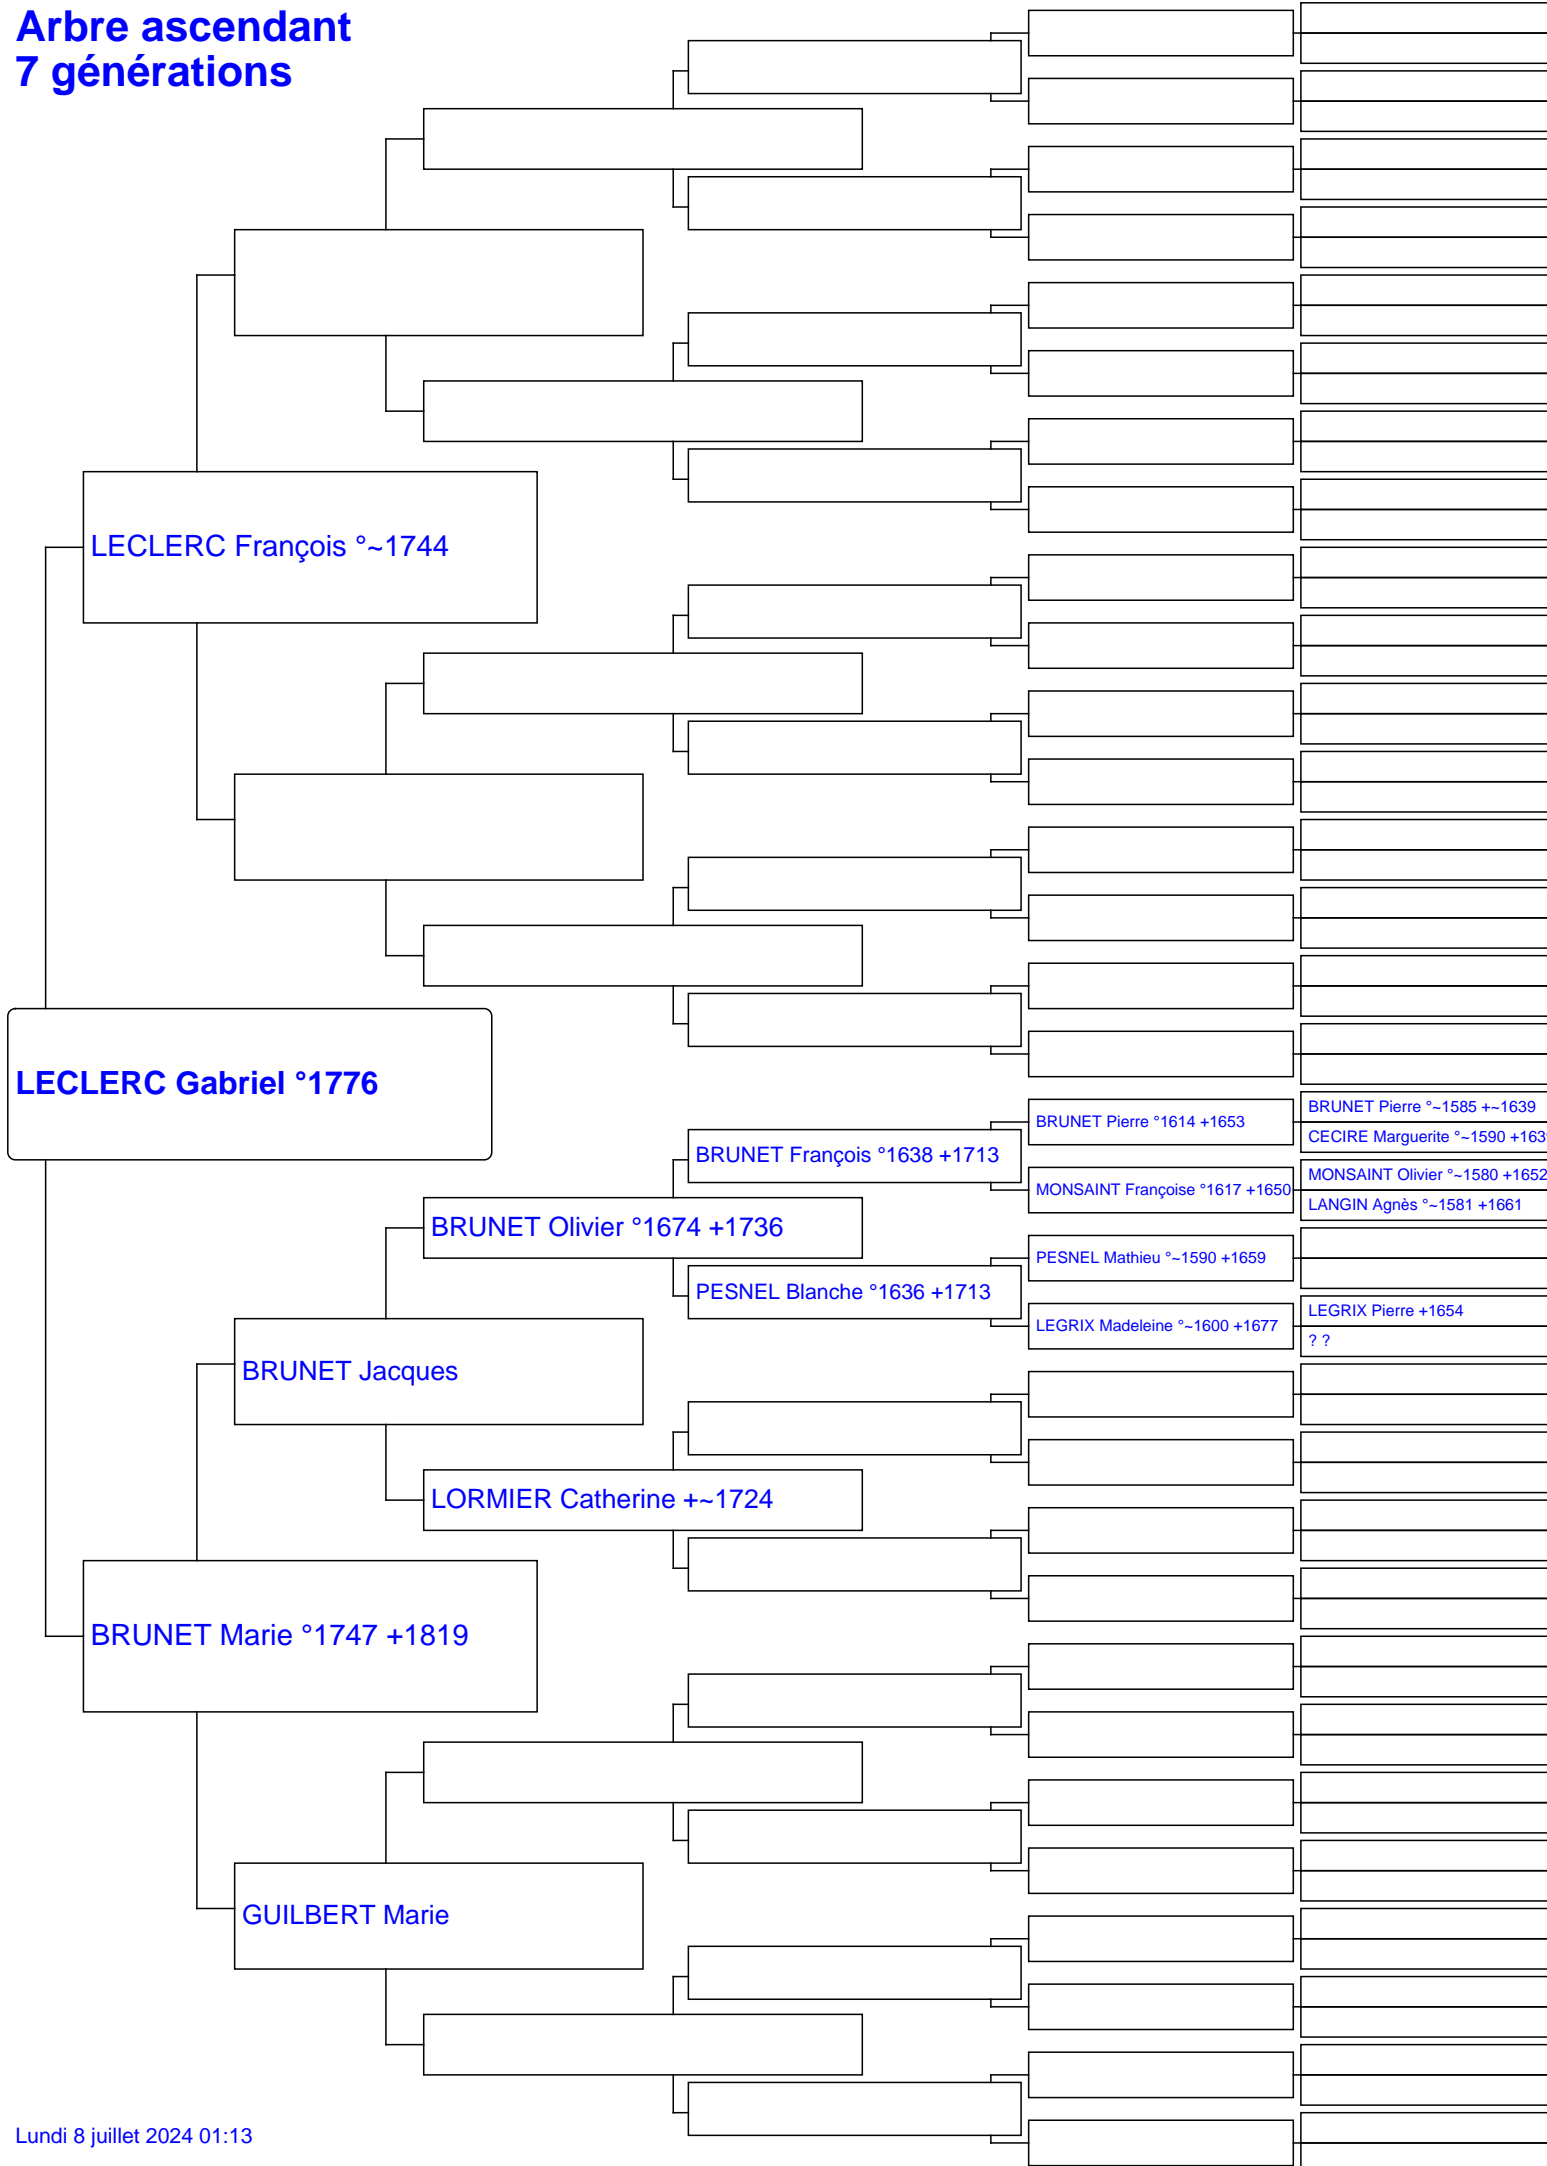 Arbre ascendant
7 générations
LECLERC François °~1744
LECLERC Gabriel °1776
BRUNET Pierre °~1585 +~1639
BRUNET Pierre °1614 +1653
CECIRE Marguerite °~1590 +163
BRUNET François °1638 +1713
MONSAINT Olivier °~1580 +1652
MONSAINT Françoise °1617 +1650
LANGIN Agnès °~1581 +1661
BRUNET Olivier °1674 +1736
PESNEL Mathieu °~1590 +1659
PESNEL Blanche °1636 +1713
LEGRIX Pierre +1654
LEGRIX Madeleine °~1600 +1677
? ?
BRUNET Jacques
LORMIER Catherine +~1724
BRUNET Marie °1747 +1819
GUILBERT Marie
Lundi 8 juillet 2024 01:13